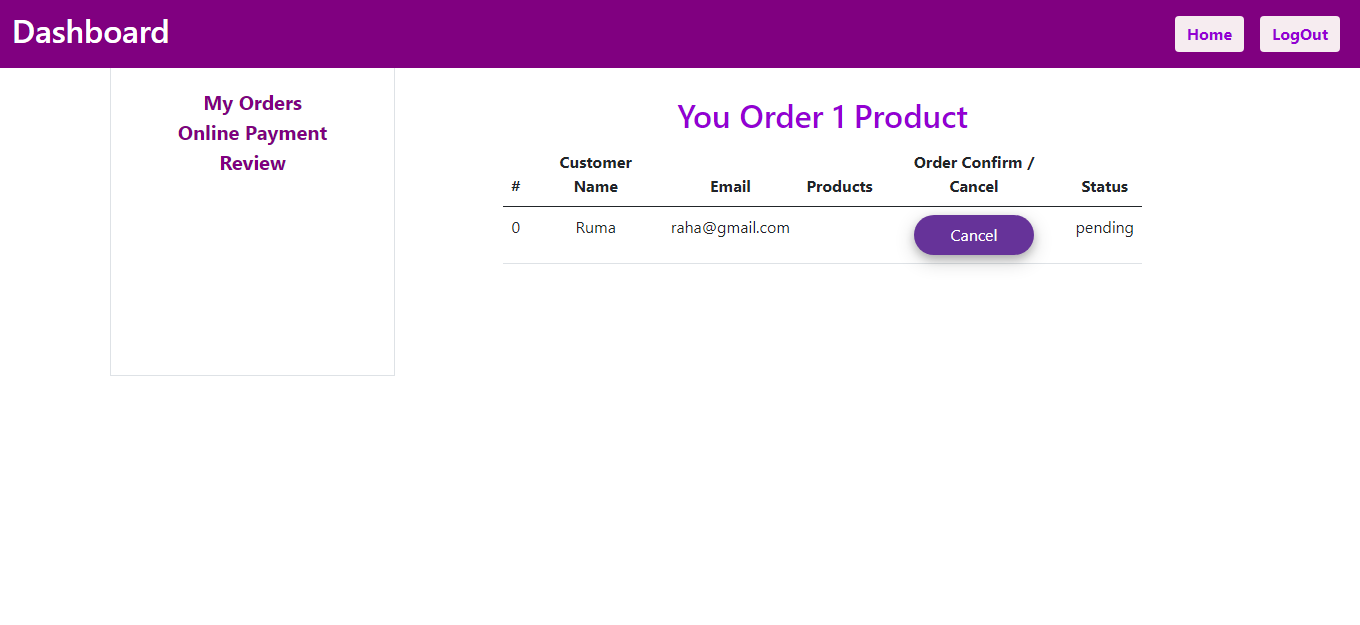 Dashboard
Home
LogOut
My Orders
Online Payment
Review
You Order 1 Product
# Customer Name Email Products Order Confirm / Cancel Status
0 Ruma raha@gmail.com Cancel pending